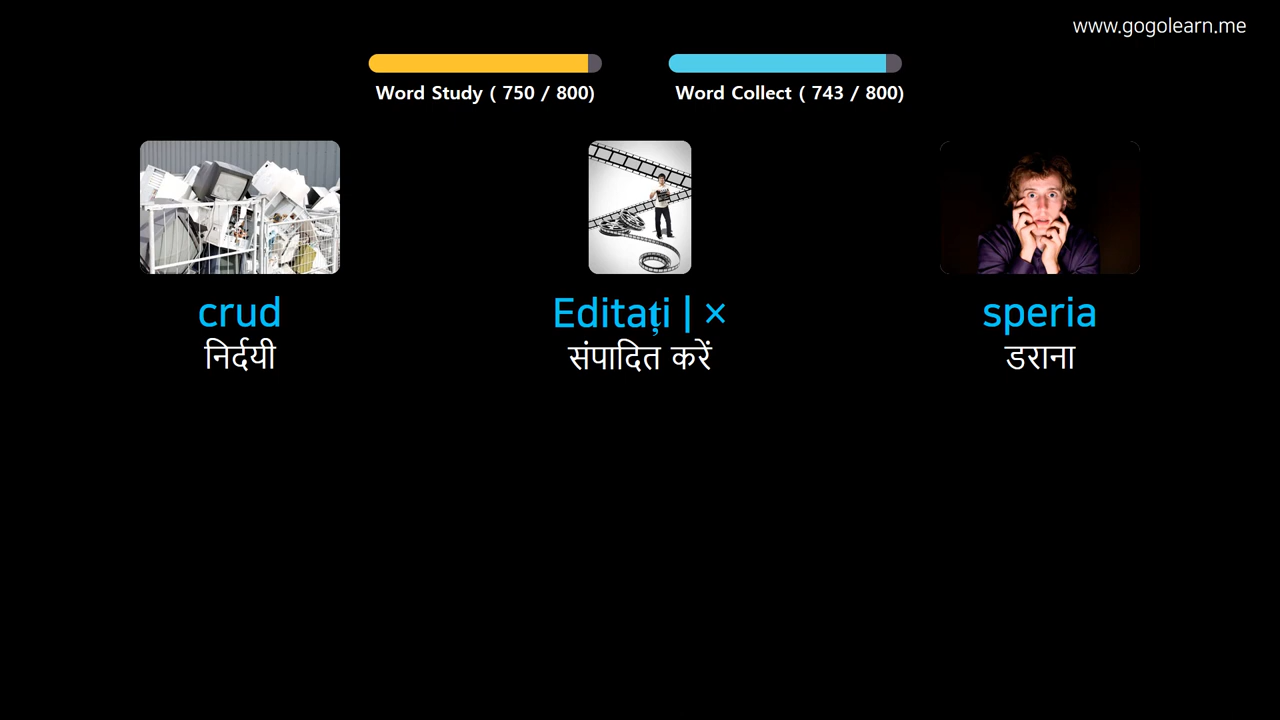 www.gogolearn.me
Word Study ( 750 / 800)
Word Collect ( 743 / 800)
crud
निर्दयी
Editați | ×
संपादित करें
speria
डराना